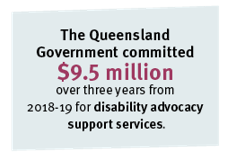 The Queensland
Government committed
$9.5 million
over three years from
2018-19 for disability advocacy
support services.